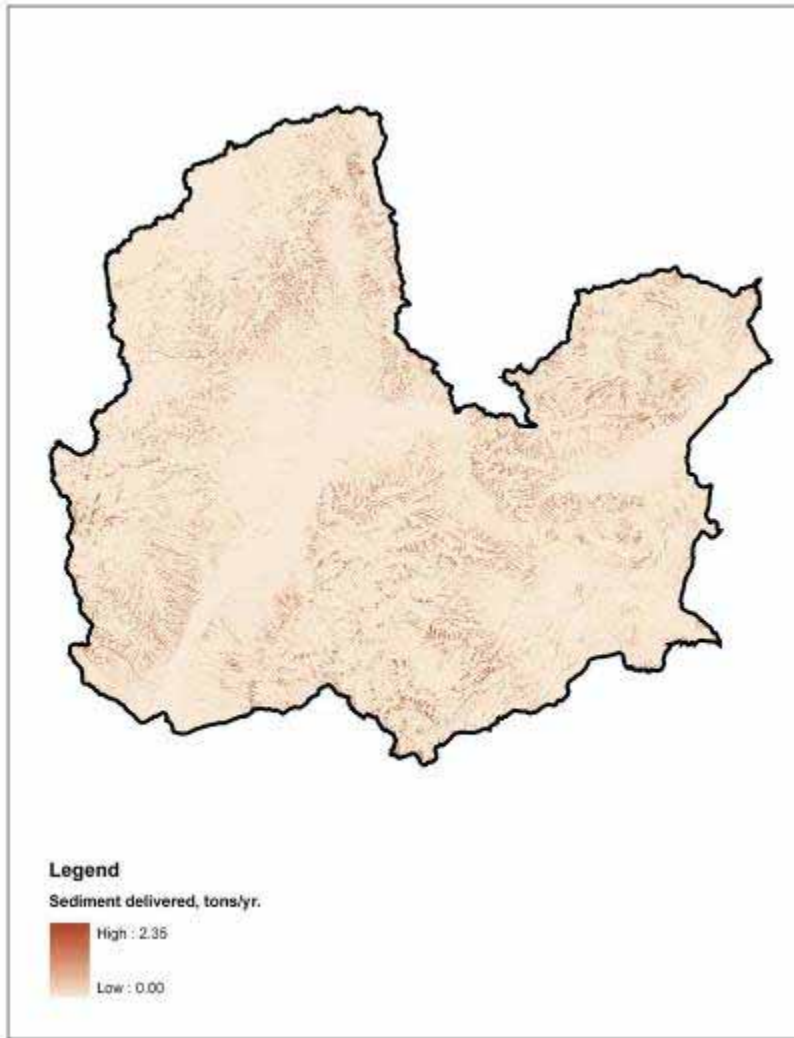 Legend
Sediment delivered, tons/yr.
High : 2.35
Low : 0.00